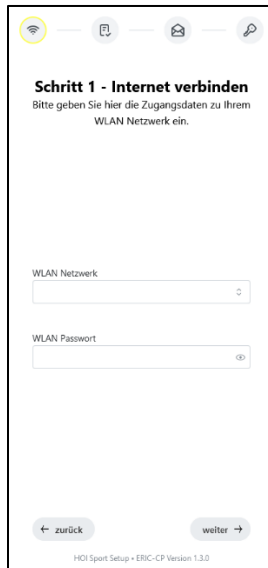 Schritt 1 - Internet verbinden
Bitte geben Sie hier die Zugangsdaten zu Ihrem
WLAN Netzwerk ein.
WLAN Netzwerk
WLAN Passwort
← zurück
weiter →
HOI Sport Setup • ERIC-CP Version 1.3.0